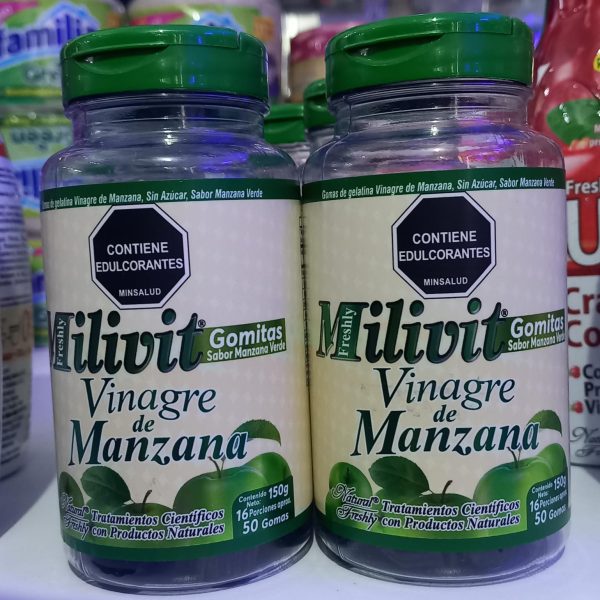 familia
Gomas de gelatina Vinagre de Manzana, Sin Azúcar, Sabor Manzana Verde
CONTIENE
EDULCORANTES
MINSALUD
Freshly
Milivit®
Gomitas
Sabor Manzana Verde
Vinagre
de
Manzana
Contenido
Neto: 150g
16 Porciones aprox.
50 Gomas
Natural®
Freshly
Tratamientos Científicos
con Productos Naturales
Gomas de gelatina Vinagre de Manzana, Sin Azúcar, Sabor Manzana Verde
CONTIENE
EDULCORANTES
MINSALUD
Freshly
Milivit®
Gomitas
Sabor Manzana Verde
Vinagre
de
Manzana
Contenido
Neto: 150g
16 Porciones aprox.
50 Gomas
Natural®
Freshly
Tratamientos Científicos
con Productos Naturales